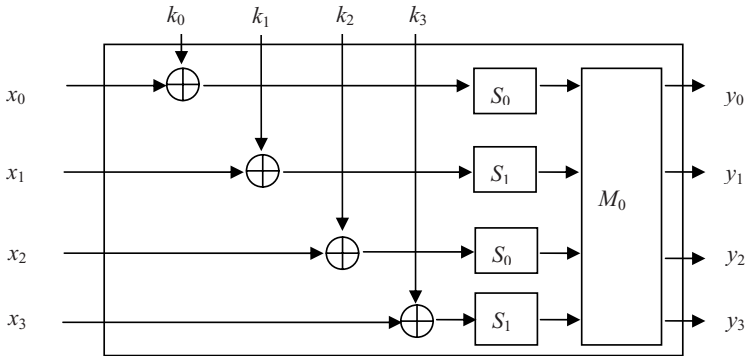 k₀ k₁ k₂ k₃
x₀ S₀ y₀
x₁ S₁ y₁
M₀
x₂ S₀ y₂
x₃ S₁ y₃